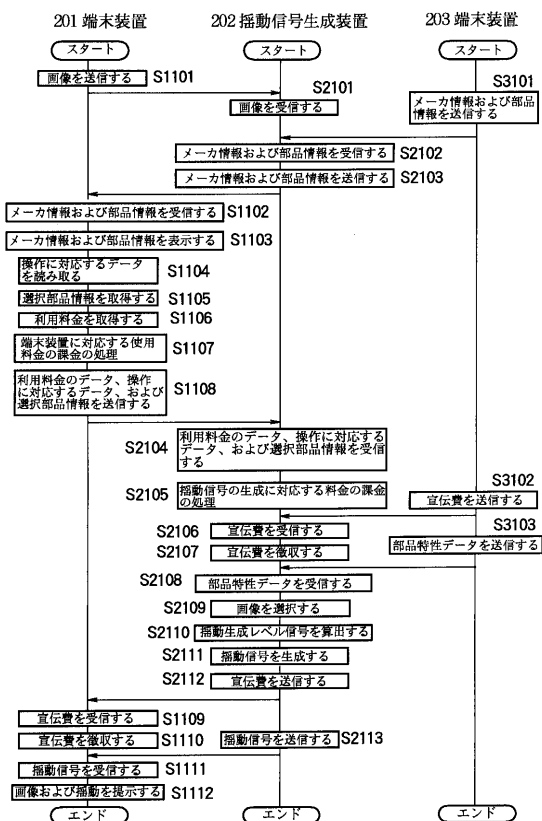 201 端末装置
202 揺動信号生成装置
203 端末装置
スタート
スタート
スタート
画像を送信する
S1101
S2101
画像を受信する
S3101
メーカ情報および部品
情報を送信する
メーカ情報および部品情報を受信する
S2102
メーカ情報および部品情報を送信する
S2103
メーカ情報および部品情報を受信する
S1102
メーカ情報および部品情報を表示する
S1103
操作に対応するデータ
を読み取る
S1104
選択部品情報を取得する
S1105
利用料金を取得する
S1106
端末装置に対応する使用
料金の課金の処理
S1107
利用料金のデータ、操作
に対応するデータ、および
選択部品情報を送信する
S1108
S2104
利用料金のデータ、操作に対応する
データ、および選択部品情報を受信
する
S2105
揺動信号の生成に対応する料金の課金
の処理
S3102
宣伝費を送信する
S2106
宣伝費を受信する
S3103
部品特性データを送信する
S2107
宣伝費を徴収する
S2108
部品特性データを受信する
S2109
画像を選択する
S2110
揺動生成レベル信号を算出する
S2111
揺動信号を生成する
S2112
宣伝費を送信する
宣伝費を受信する
S1109
宣伝費を徴収する
S1110
揺動信号を送信する
S2113
揺動信号を受信する
S1111
画像および揺動を提示する
S1112
エンド
エンド
エンド